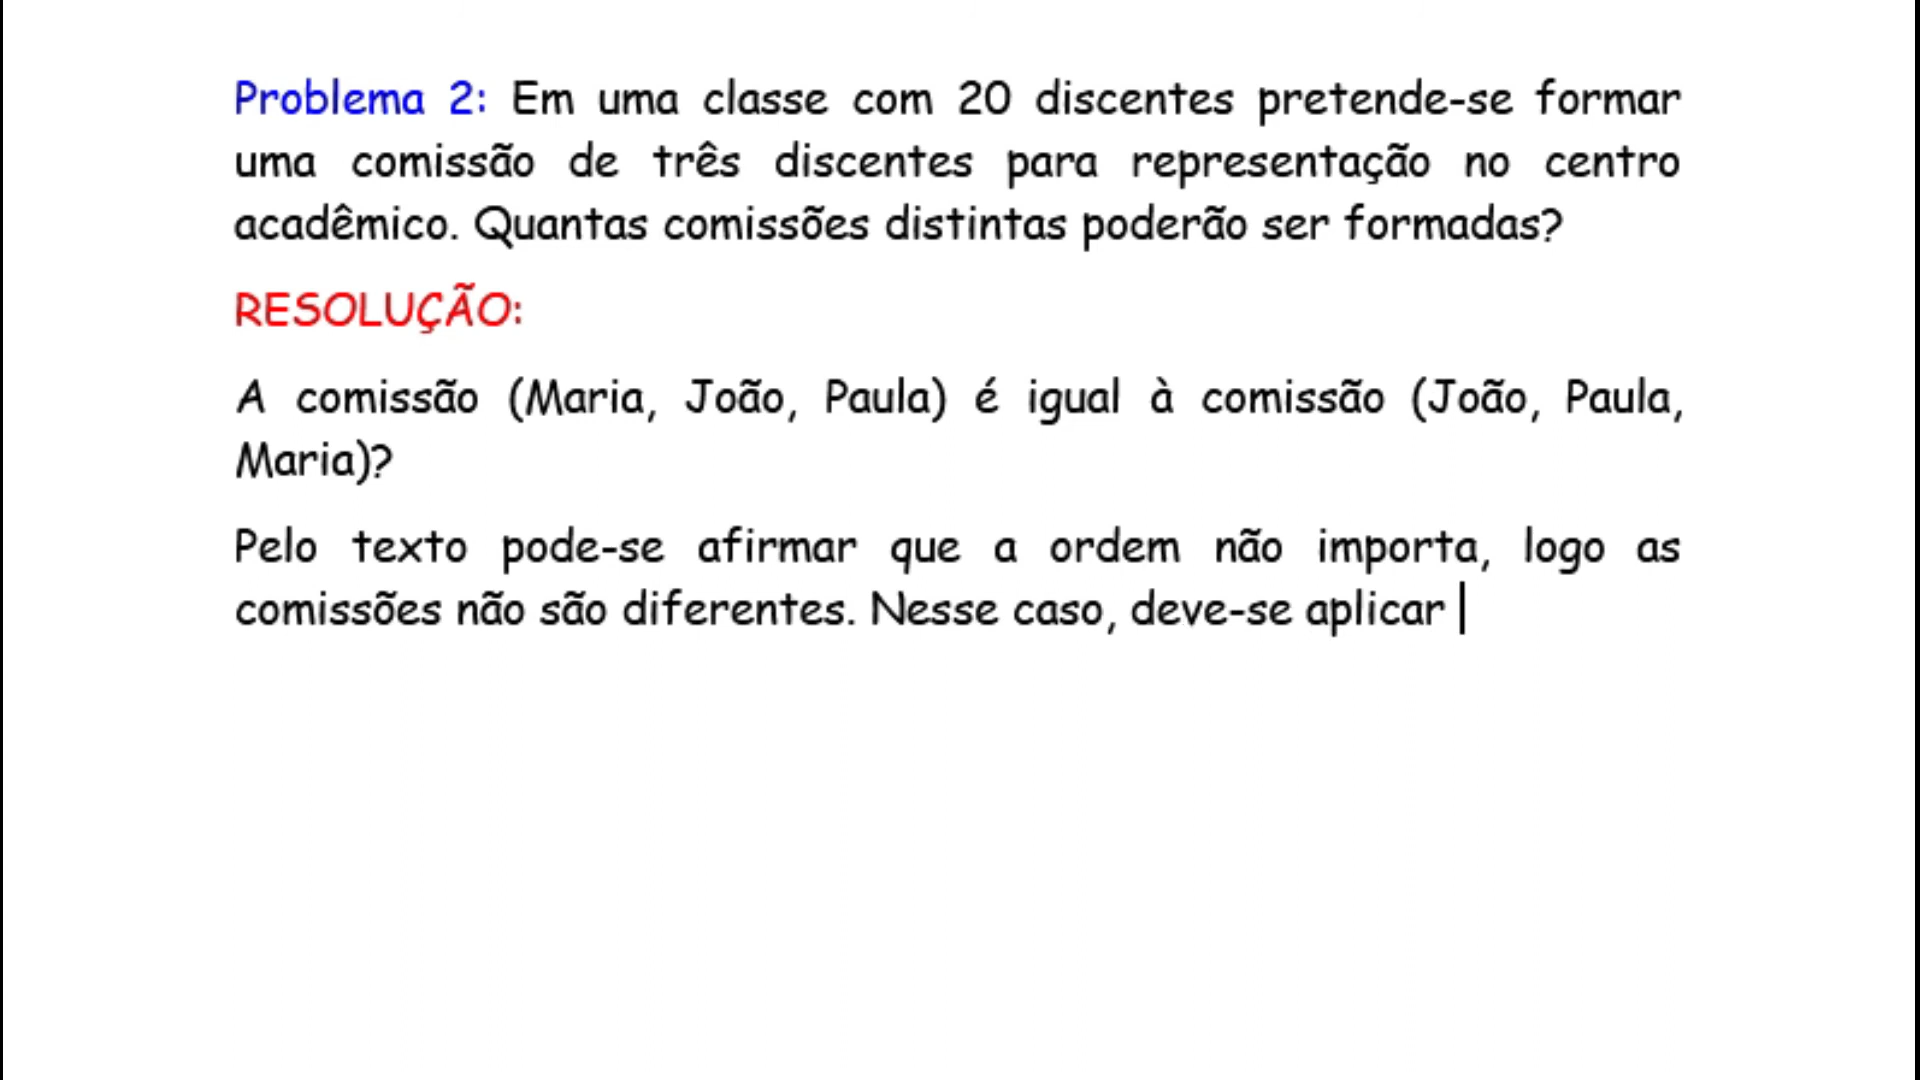 Problema 2: Em uma classe com 20 discentes pretende-se formar
uma comissão de três discentes para representação no centro
acadêmico. Quantas comissões distintas poderão ser formadas?
RESOLUÇÃO:
A comissão (Maria, João, Paula) é igual à comissão (João, Paula,
Maria)?
Pelo texto pode-se afirmar que a ordem não importa, logo as
comissões não são diferentes. Nesse caso, deve-se aplicar